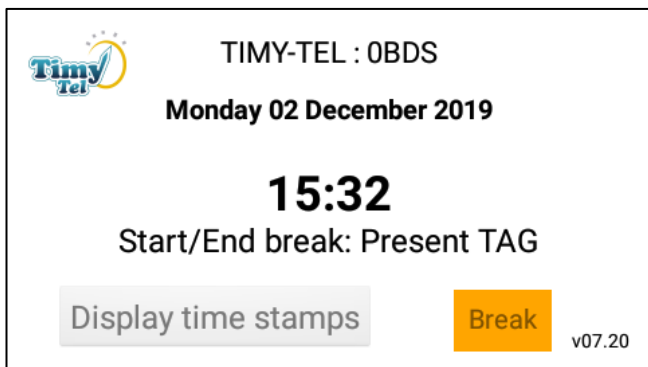 Timy
Tel
TIMY-TEL : 0BDS
Monday 02 December 2019
15:32
Start/End break: Present TAG
Display time stamps
Break
v07.20